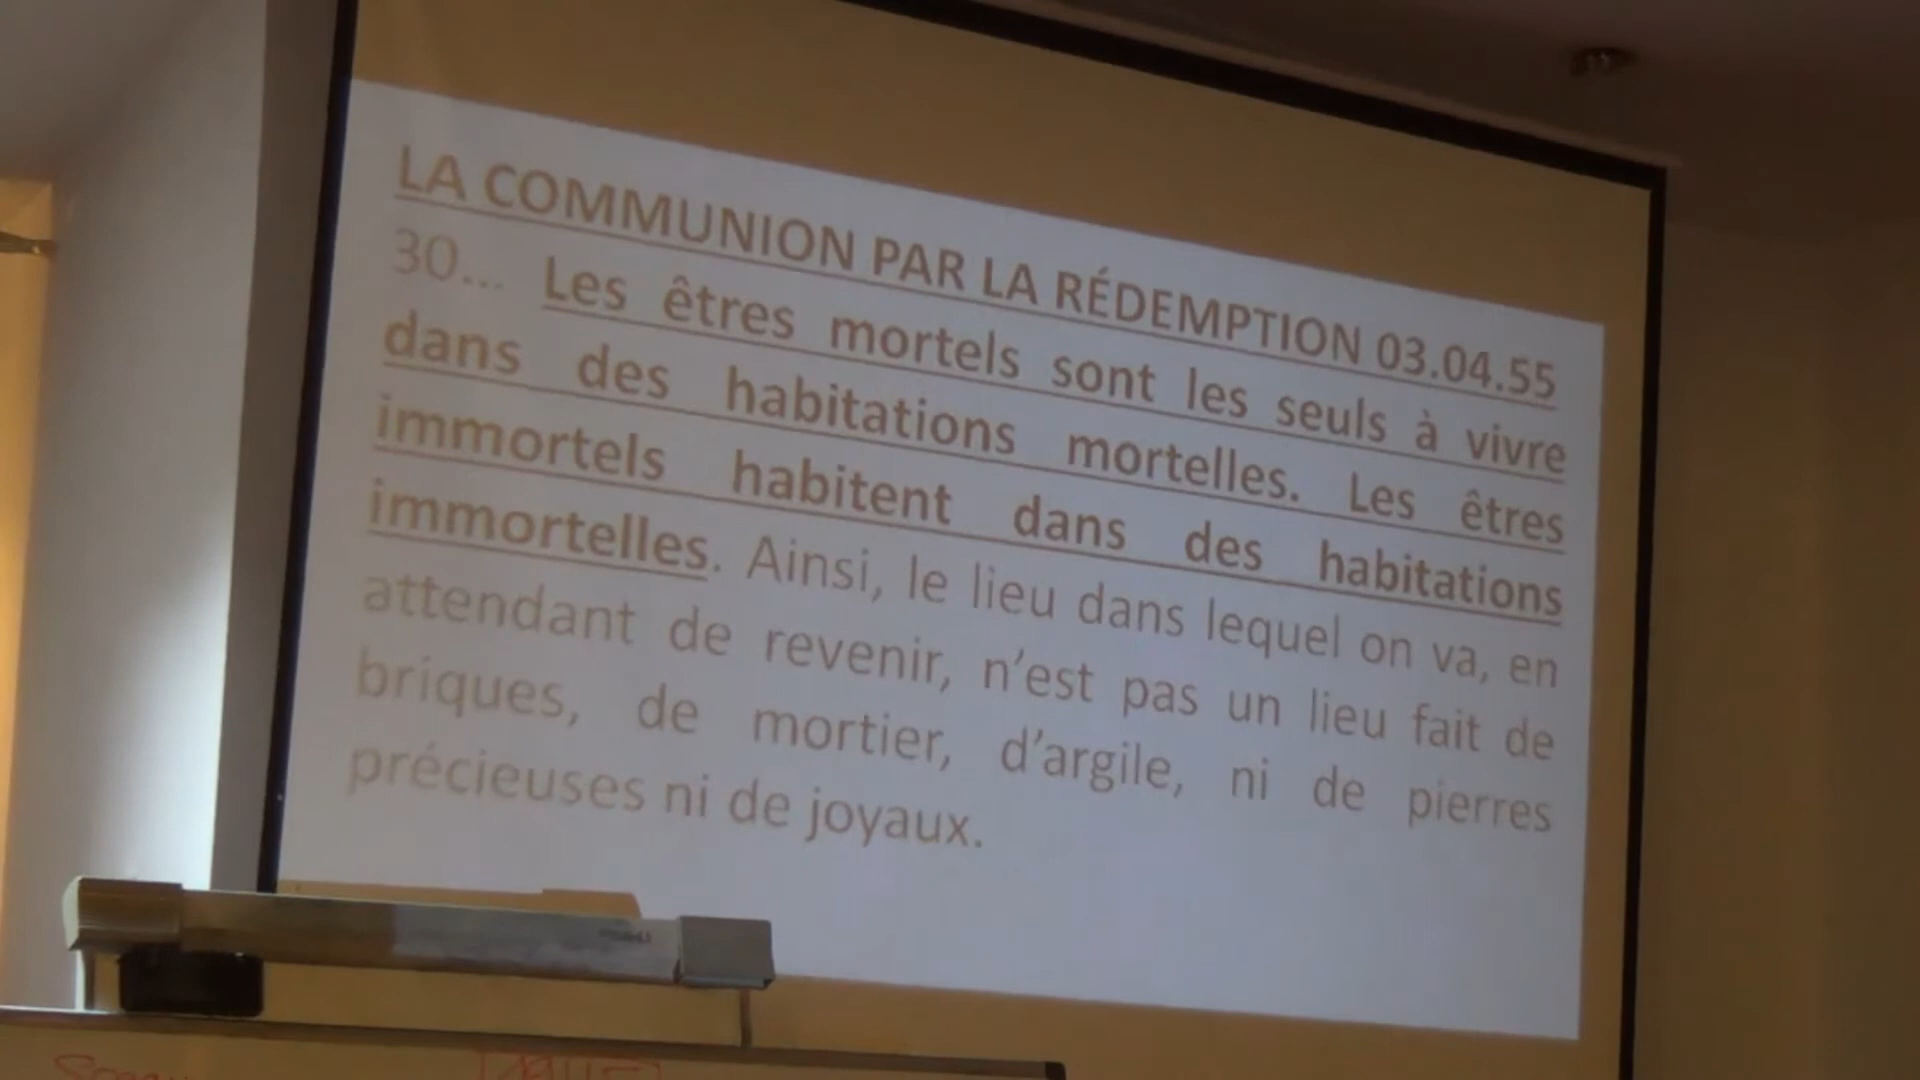 LA COMMUNION PAR LA RÉDEMPTION 03.04.55
30... Les êtres mortels sont les seuls à vivre
dans des habitations mortelles. Les êtres
immortels habitent dans des habitations
immortelles. Ainsi, le lieu dans lequel on va, en
attendant de revenir, n'est pas un lieu fait de
briques, de mortier, d'argile, ni de pierres
précieuses ni de joyaux.